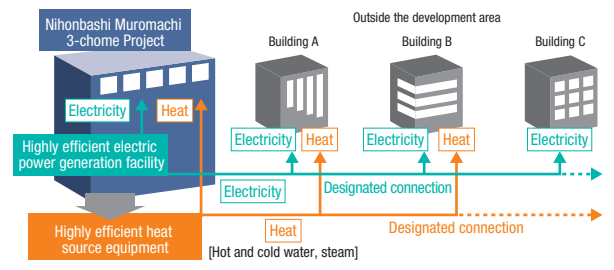 Nihonbashi Muromachi
3-chome Project
Outside the development area
Building A
Building B
Building C
Electricity
Heat
Electricity
Heat
Electricity
Heat
Electricity
Highly efficient electric
power generation facility
Electricity
Designated connection
Highly efficient heat
source equipment
Heat
Designated connection
[Hot and cold water, steam]